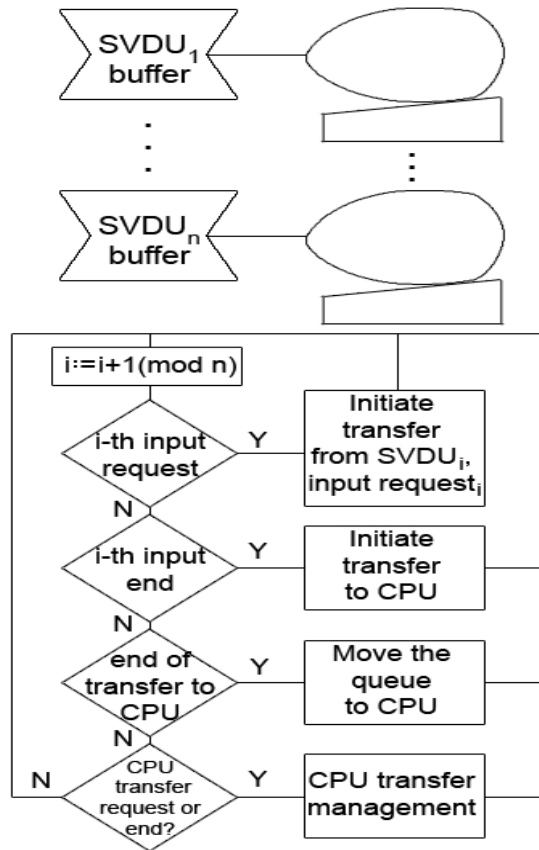 SVDU₁
buffer
SVDUₙ
buffer
i:=i+1(mod n)
i-th input
request
Y
Initiate
transfer
from SVDUᵢ,
input requestᵢ
N
i-th input
end
Y
Initiate
transfer
to CPU
N
end of
transfer to
CPU
Y
Move the
queue
to CPU
N
CPU
transfer
request or
end?
N
Y
CPU transfer
management